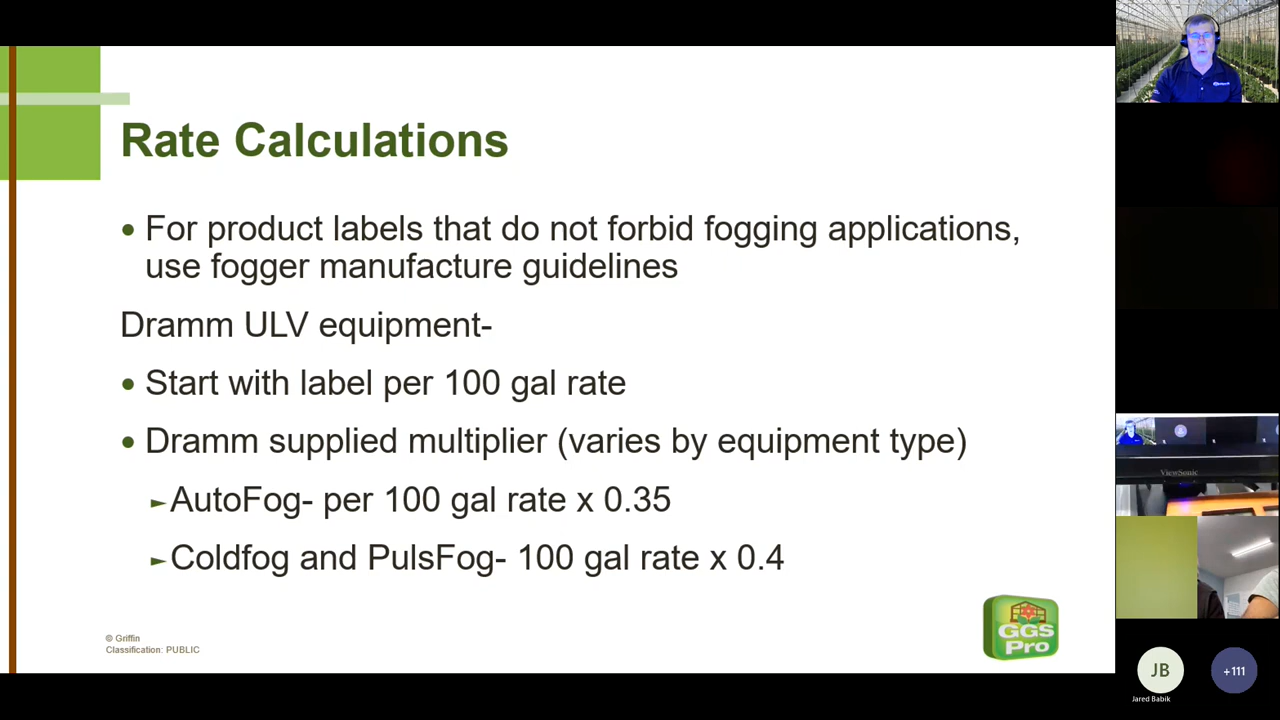 Rate Calculations
• For product labels that do not forbid fogging applications,
use fogger manufacture guidelines
Dramm ULV equipment-
• Start with label per 100 gal rate
• Dramm supplied multiplier (varies by equipment type)
►AutoFog- per 100 gal rate x 0.35
►Coldfog and PulsFog- 100 gal rate x 0.4
© Griffin
Classification: PUBLIC
GGS
Pro
ViewSonic
JB
+111
Jared Babik